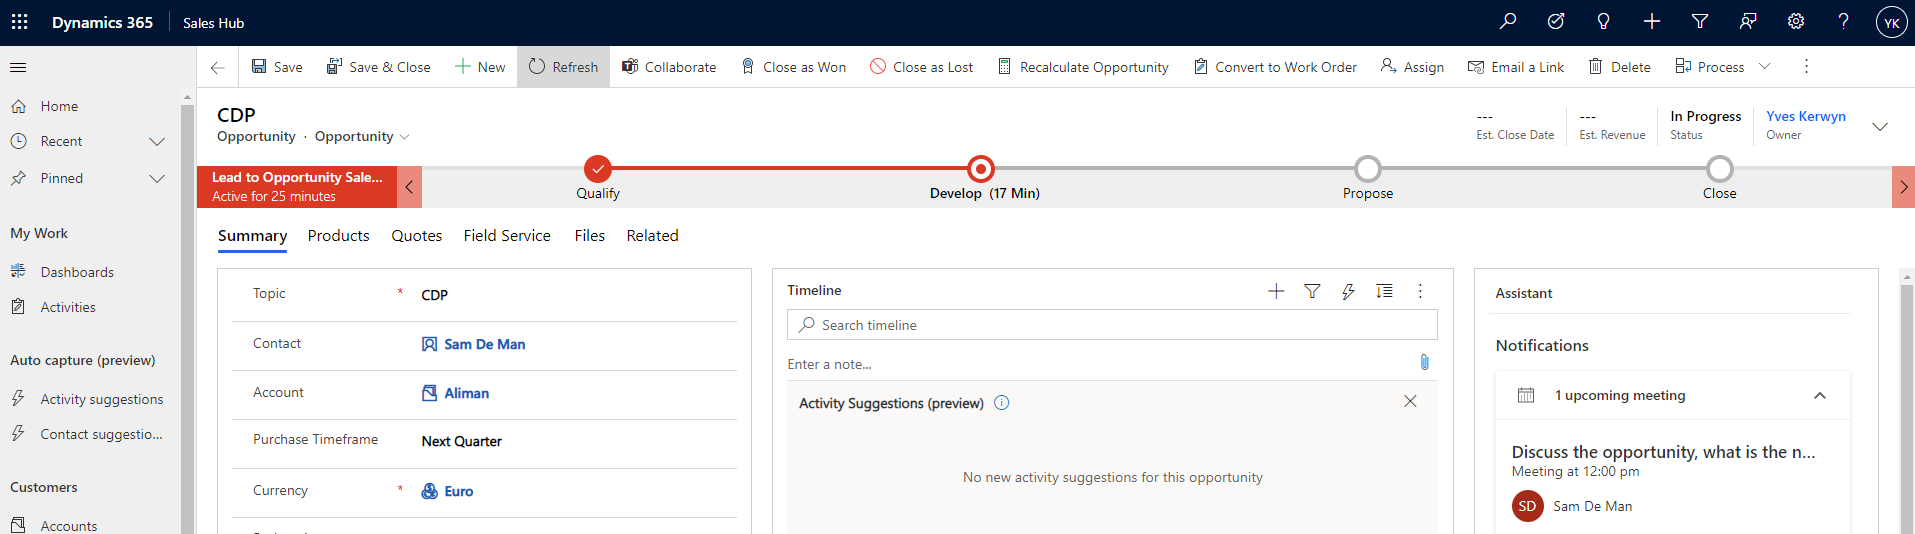 Dynamics 365 Sales Hub YK
Save Save & Close New Refresh Collaborate Close as Won Close as Lost Recalculate Opportunity Convert to Work Order Assign Email a Link Delete Process
Home
Recent
Pinned
My Work
Dashboards
Activities
Auto capture (preview)
Activity suggestions
Contact suggestio...
Customers
Accounts
CDP
Opportunity · Opportunity
--- Est. Close Date
--- Est. Revenue
In Progress Status
Yves Kerwyn Owner
Lead to Opportunity Sale...
Active for 25 minutes
Qualify Develop (17 Min) Propose Close
Summary Products Quotes Field Service Files Related
Topic * CDP
Contact Sam De Man
Account Aliman
Purchase Timeframe Next Quarter
Currency * Euro
Timeline
Search timeline
Enter a note...
Activity Suggestions (preview)
No new activity suggestions for this opportunity
Assistant
Notifications
1 upcoming meeting
Discuss the opportunity, what is the n...
Meeting at 12:00 pm
SD Sam De Man